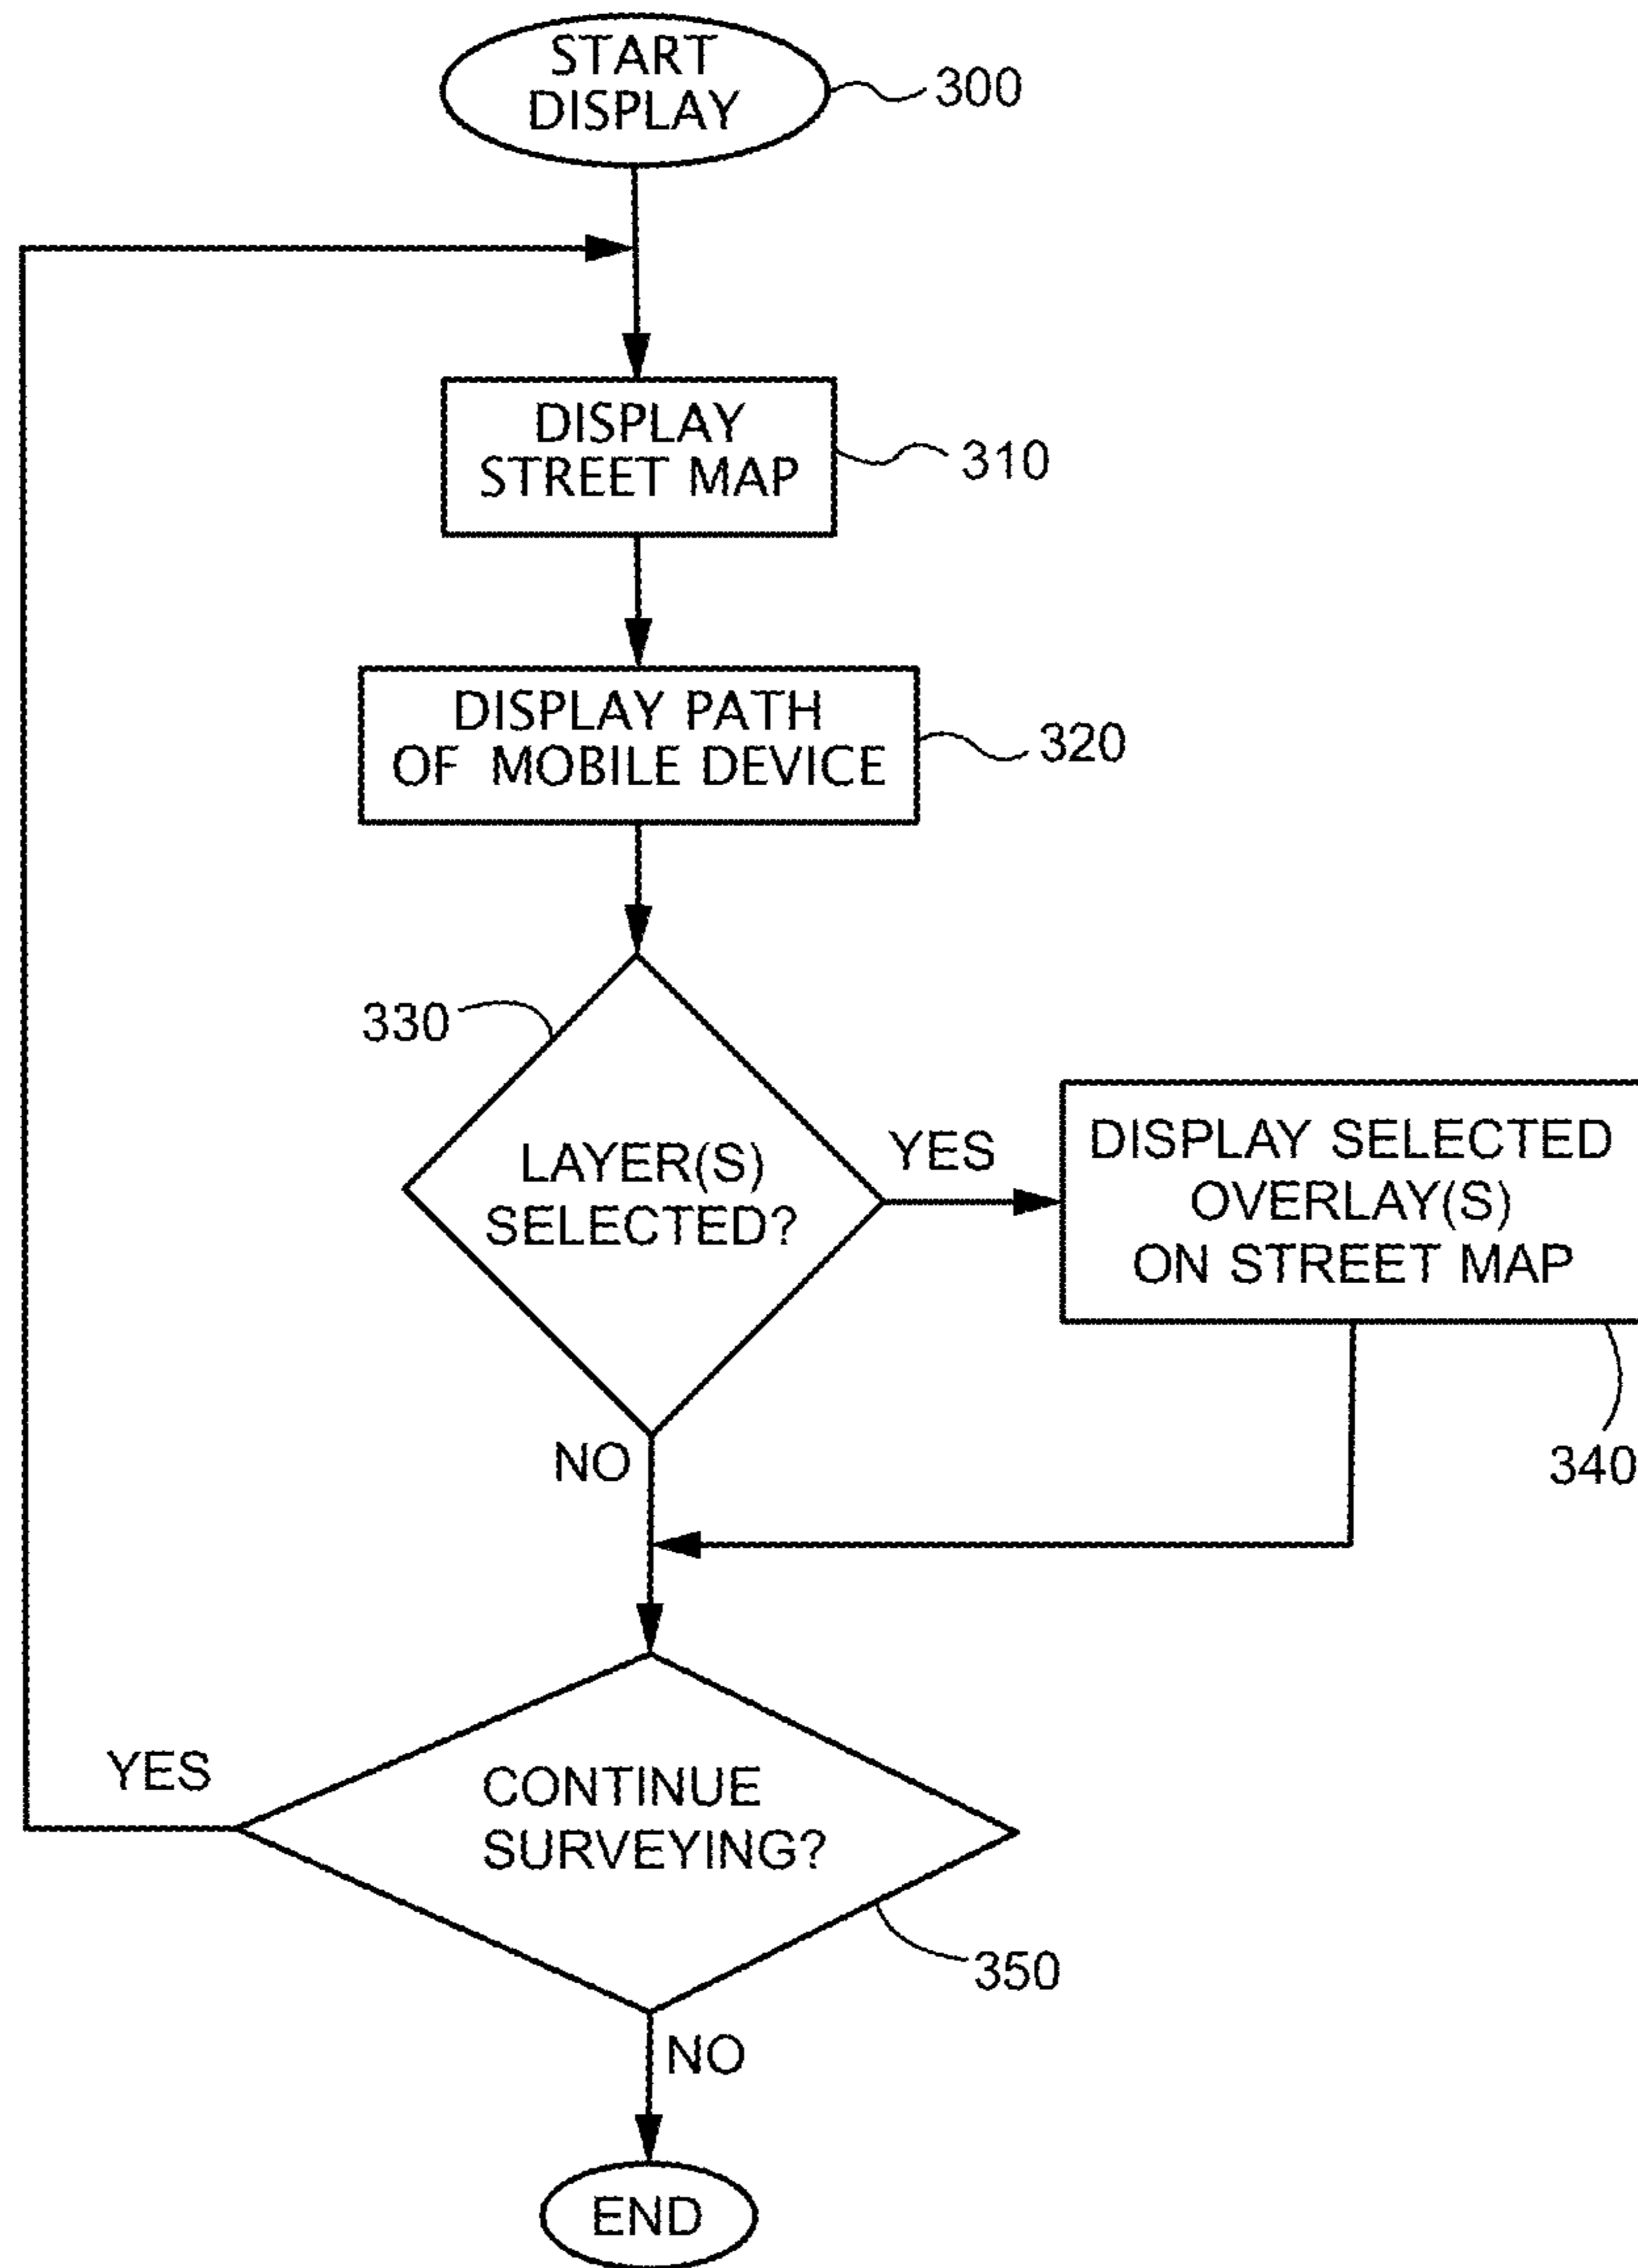 START
DISPLAY
300
DISPLAY
STREET MAP
310
DISPLAY PATH
OF MOBILE DEVICE
320
330
LAYER(S)
SELECTED?
YES
DISPLAY SELECTED
OVERLAY(S)
ON STREET MAP
340
NO
YES
CONTINUE
SURVEYING?
350
NO
END